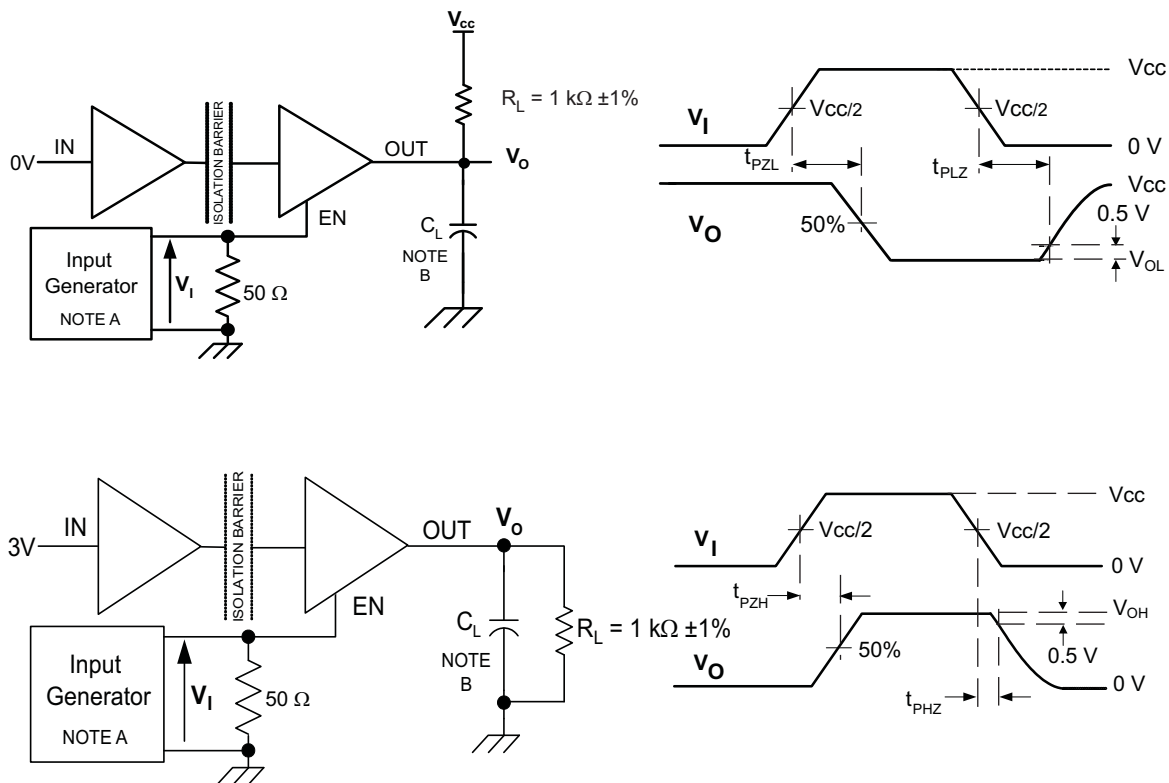 Vcc
RL = 1 kΩ ±1%
0V
IN
ISOLATION BARRIER
OUT
VO
EN
CL
NOTE
B
Input
Generator
NOTE A
VI
50 Ω
Vcc
VI
Vcc/2
Vcc/2
0 V
tPZL
tPLZ
Vcc
0.5 V
VO
50%
VOL
3V
IN
ISOLATION BARRIER
OUT
VO
EN
CL
NOTE
B
RL = 1 kΩ ±1%
Input
Generator
NOTE A
VI
50 Ω
Vcc
VI
Vcc/2
Vcc/2
0 V
tPZH
VOH
VO
50%
0.5 V
0 V
tPHZ